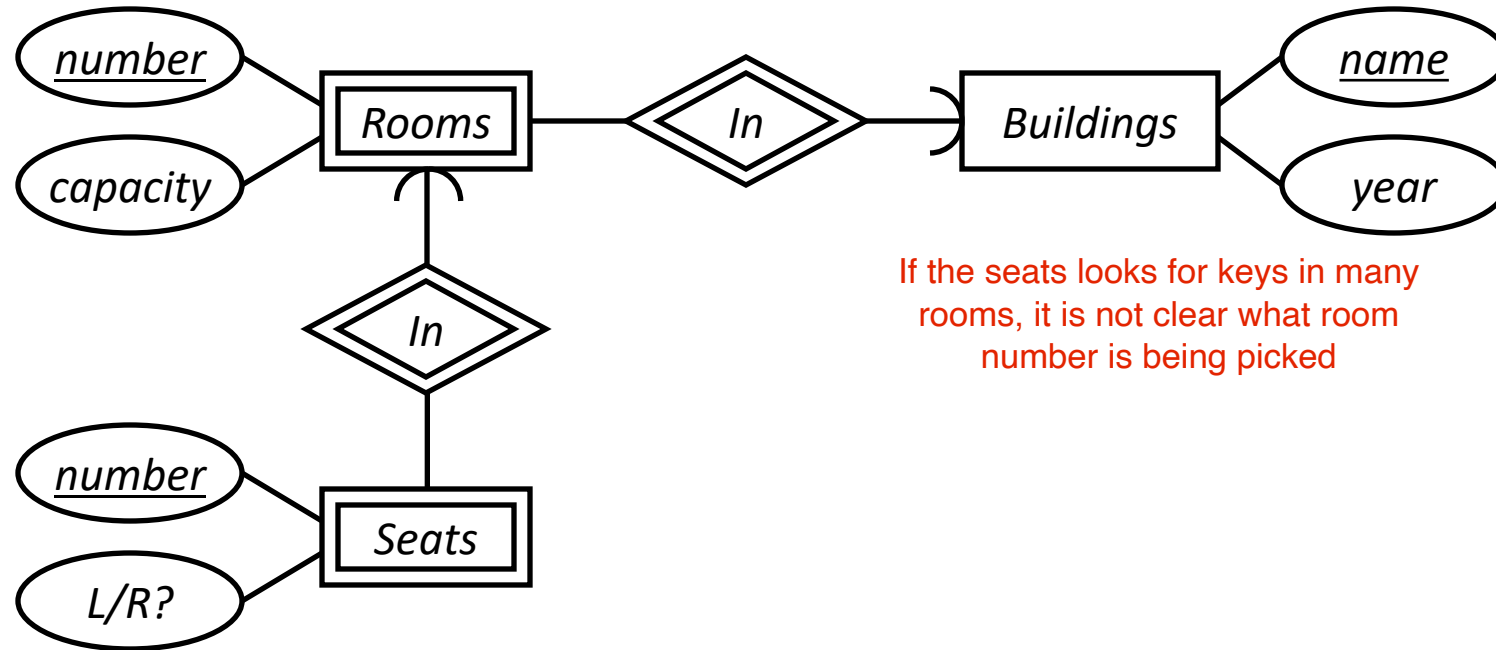 number
Rooms
In
Buildings
name
capacity
year
If the seats looks for keys in many
rooms, it is not clear what room
number is being picked
In
number
Seats
L/R?